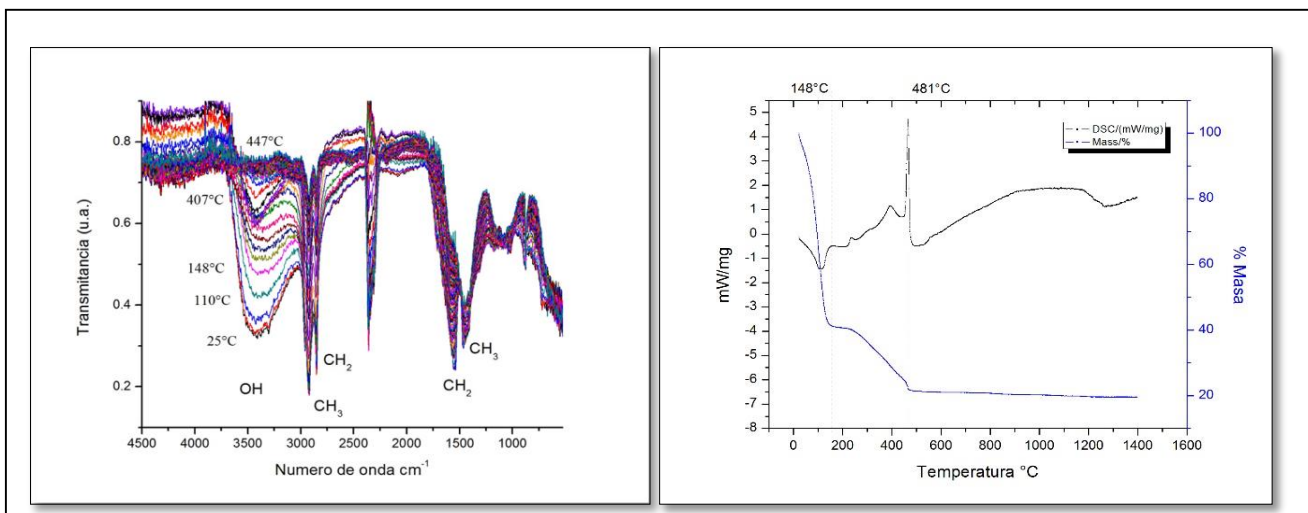 Transmitancia (u.a.)
0.8
0.6
0.4
0.2
447°C
407°C
148°C
110°C
25°C
OH
CH₃
CH₂
CH₂
CH₃
4500 4000 3500 3000 2500 2000 1500 1000
Numero de onda cm⁻¹
148°C 481°C
mW/mg
5
4
3
2
1
0
-1
-2
-3
-4
-5
-6
-7
-8
DSC/(mW/mg)
Mass/%
100
80
60
40
20
% Masa
0 200 400 600 800 1000 1200 1400 1600
Temperatura °C